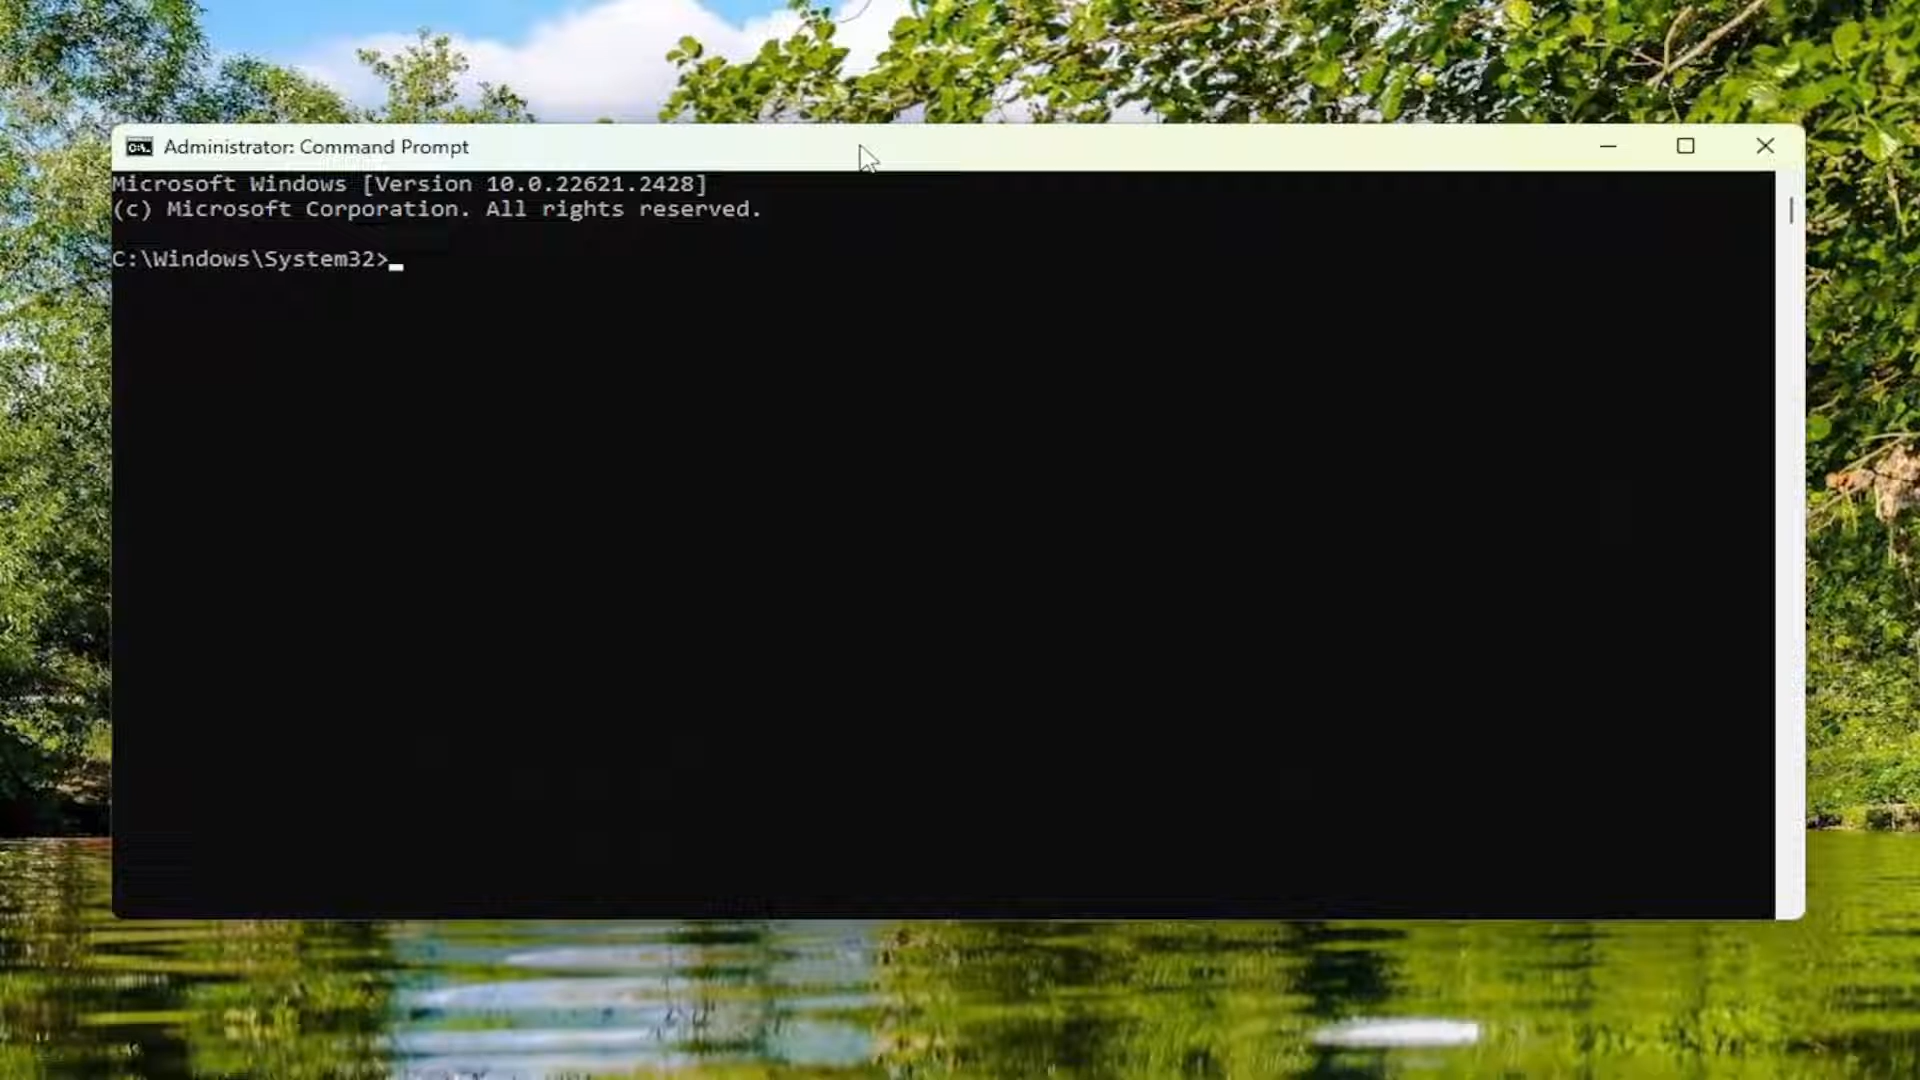 Administrator: Command Prompt
Microsoft Windows [Version 10.0.22621.2428]
(c) Microsoft Corporation. All rights reserved.
C:\Windows\System32>